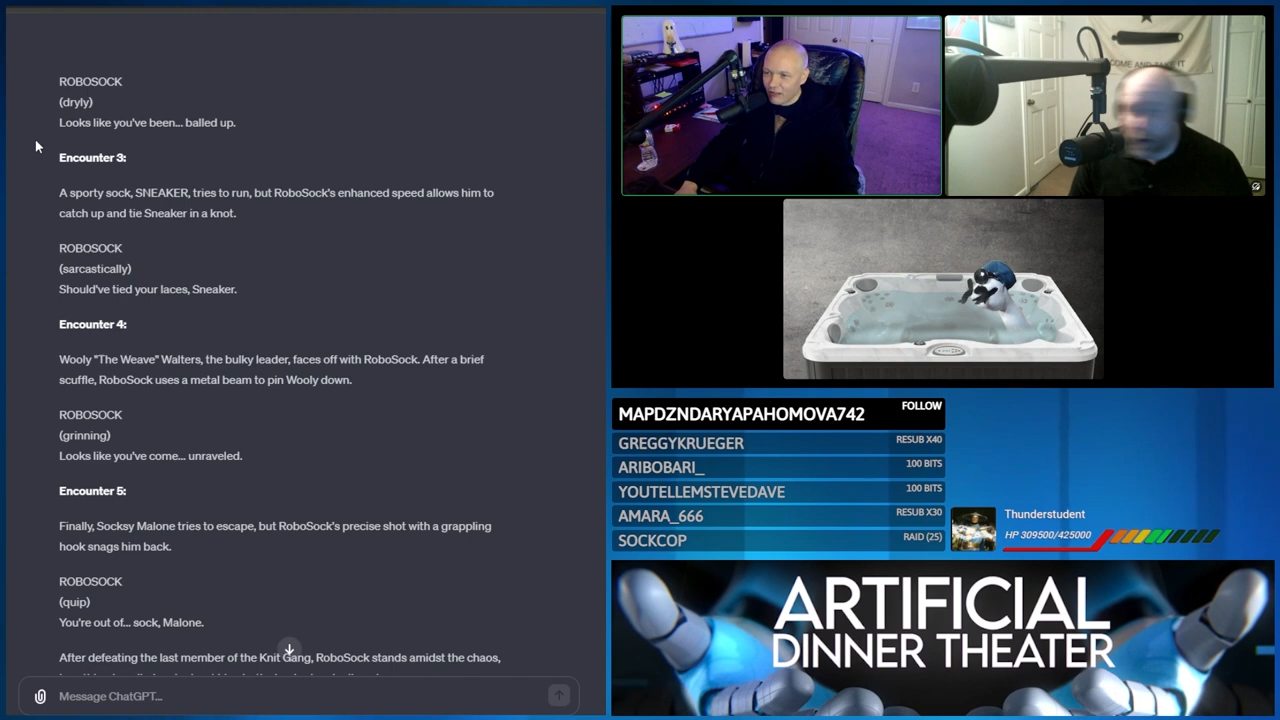 ROBOSOCK
(dryly)
Looks like you've been... balled up.
Encounter 3:
A sporty sock, SNEAKER, tries to run, but RoboSock's enhanced speed allows him to
catch up and tie Sneaker in a knot.
ROBOSOCK
(sarcastically)
Should've tied your laces, Sneaker.
Encounter 4:
Wooly "The Weave" Walters, the bulky leader, faces off with RoboSock. After a brief
scuffle, RoboSock uses a metal beam to pin Wooly down.
ROBOSOCK
(grinning)
Looks like you've come... unraveled.
Encounter 5:
Finally, Socksy Malone tries to escape, but RoboSock's precise shot with a grappling
hook snags him back.
ROBOSOCK
(quip)
You're out of... sock, Malone.
After defeating the last member of the Knit Gang, RoboSock stands amidst the chaos,
Message ChatGPT...
COME AND TAKE IT
MAPDZNDARYAPAHOMOVA742 FOLLOW
GREGGYKRUEGER RESUB X40
ARIBOBARI_ 100 BITS
YOUTELLEMSTEVEDAVE 100 BITS
AMARA_666 RESUB X30
SOCKCOP RAID (25)
Thunderstudent
HP 309500/425000
ARTIFICIAL
DINNER THEATER